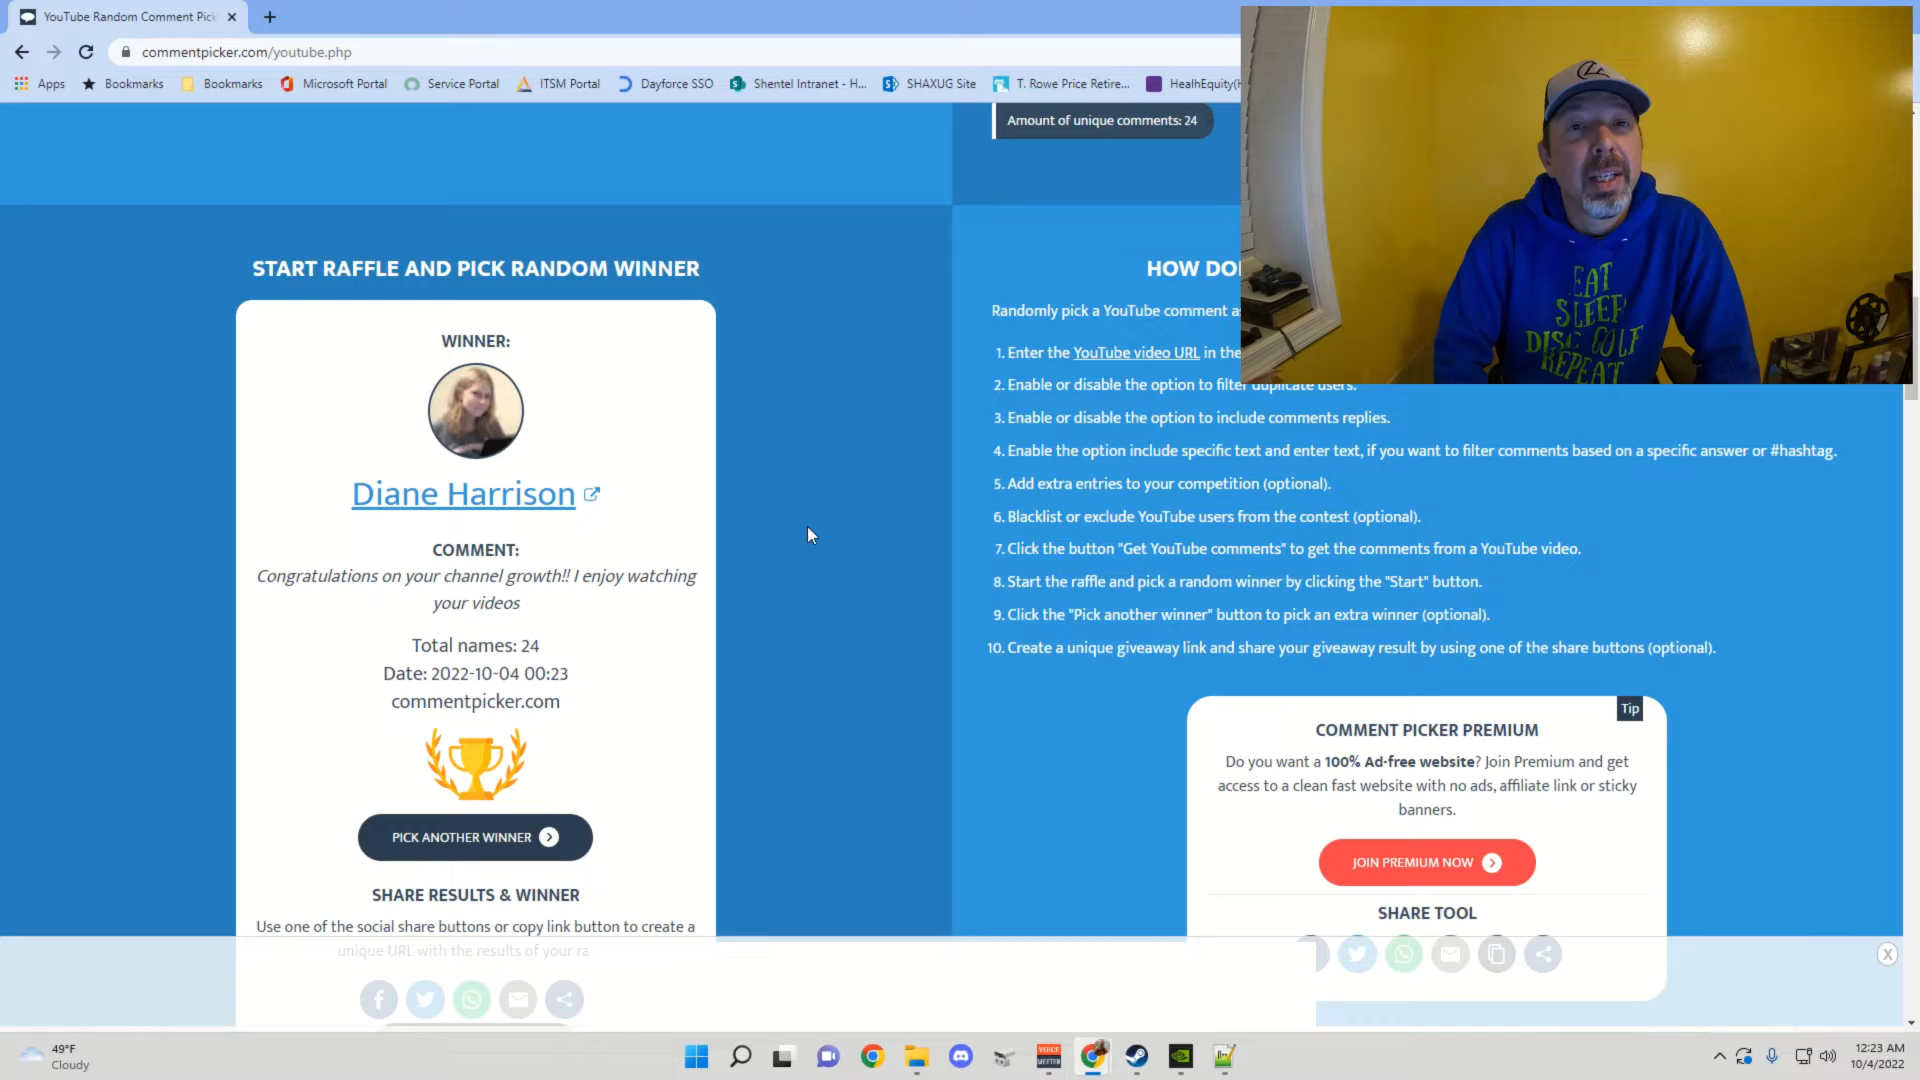 YouTube Random Comment Pick
commentpicker.com/youtube.php
Apps
Bookmarks
Bookmarks
Microsoft Portal
Service Portal
ITSM Portal
Dayforce SSO
Shentel Intranet - H...
SHAXUG Site
T. Rowe Price Retire...
HealhEquity(H
Amount of unique comments: 24
START RAFFLE AND PICK RANDOM WINNER
WINNER:
Diane Harrison
COMMENT:
Congratulations on your channel growth!! I enjoy watching
your videos
Total names: 24
Date: 2022-10-04 00:23
commentpicker.com
PICK ANOTHER WINNER
SHARE RESULTS & WINNER
Use one of the social share buttons or copy link button to create a
unique URL with the results of your ra
HOW DO
Randomly pick a YouTube comment a
1. Enter the YouTube video URL in the
2. Enable or disable the option to filter duplicate users.
3. Enable or disable the option to include comments replies.
4. Enable the option include specific text and enter text, if you want to filter comments based on a specific answer or #hashtag.
5. Add extra entries to your competition (optional).
6. Blacklist or exclude YouTube users from the contest (optional).
7. Click the button "Get YouTube comments" to get the comments from a YouTube video.
8. Start the raffle and pick a random winner by clicking the "Start" button.
9. Click the "Pick another winner" button to pick an extra winner (optional).
10. Create a unique giveaway link and share your giveaway result by using one of the share buttons (optional).
Tip
COMMENT PICKER PREMIUM
Do you want a 100% Ad-free website? Join Premium and get
access to a clean fast website with no ads, affiliate link or sticky
banners.
JOIN PREMIUM NOW
SHARE TOOL
EAT
SLEEP
DISC GOLF
REPEAT
49°F
Cloudy
VOICE
MEETER
12:23 AM
10/4/2022